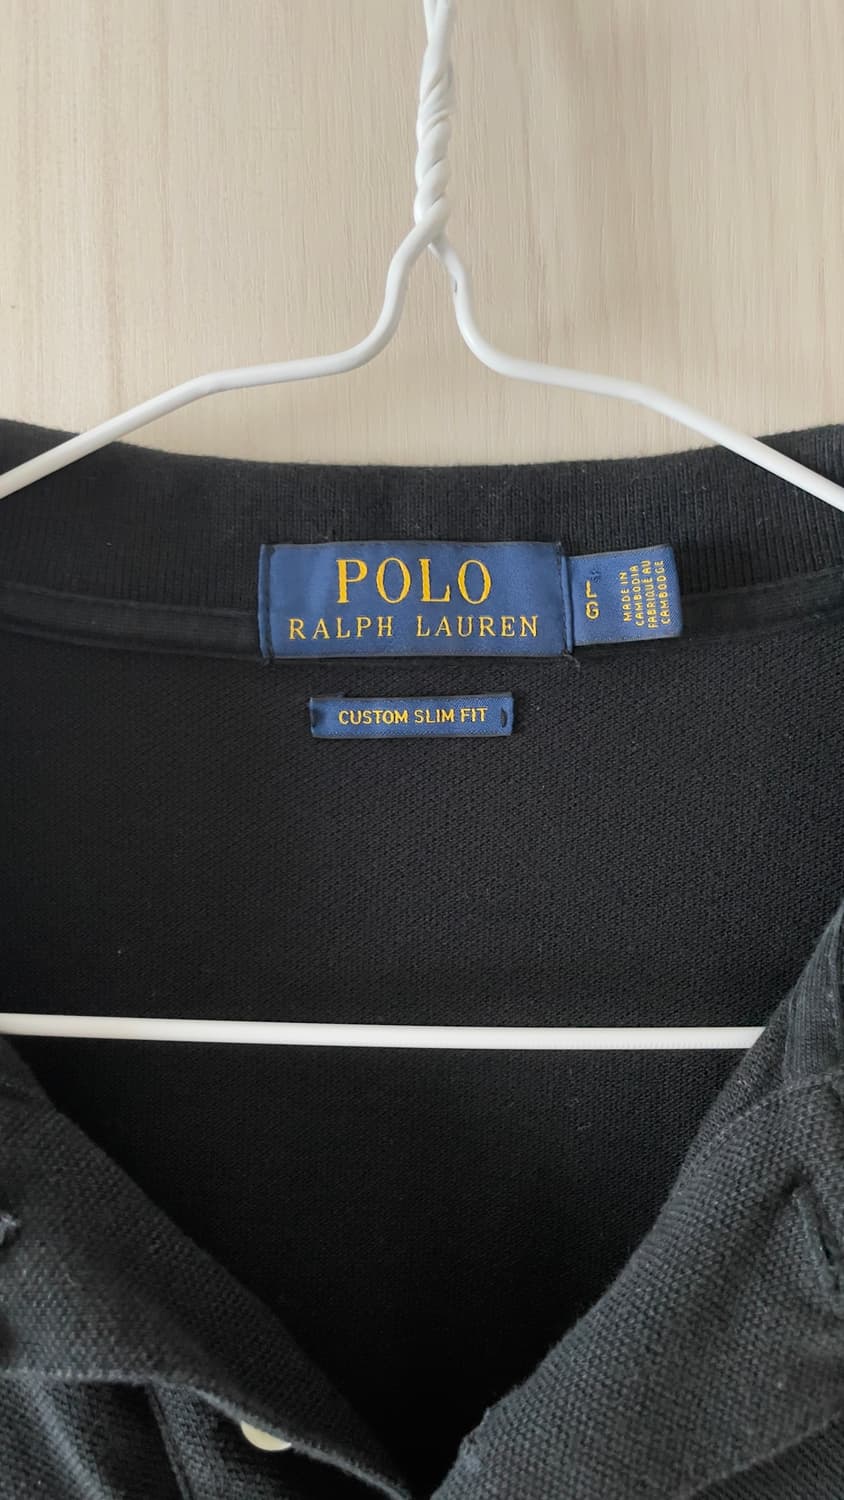 POLO
RALPH LAUREN
L
G
MADE IN
CAMBODIA
FABRIQUÉ AU
CAMBODGE
CUSTOM SLIM FIT